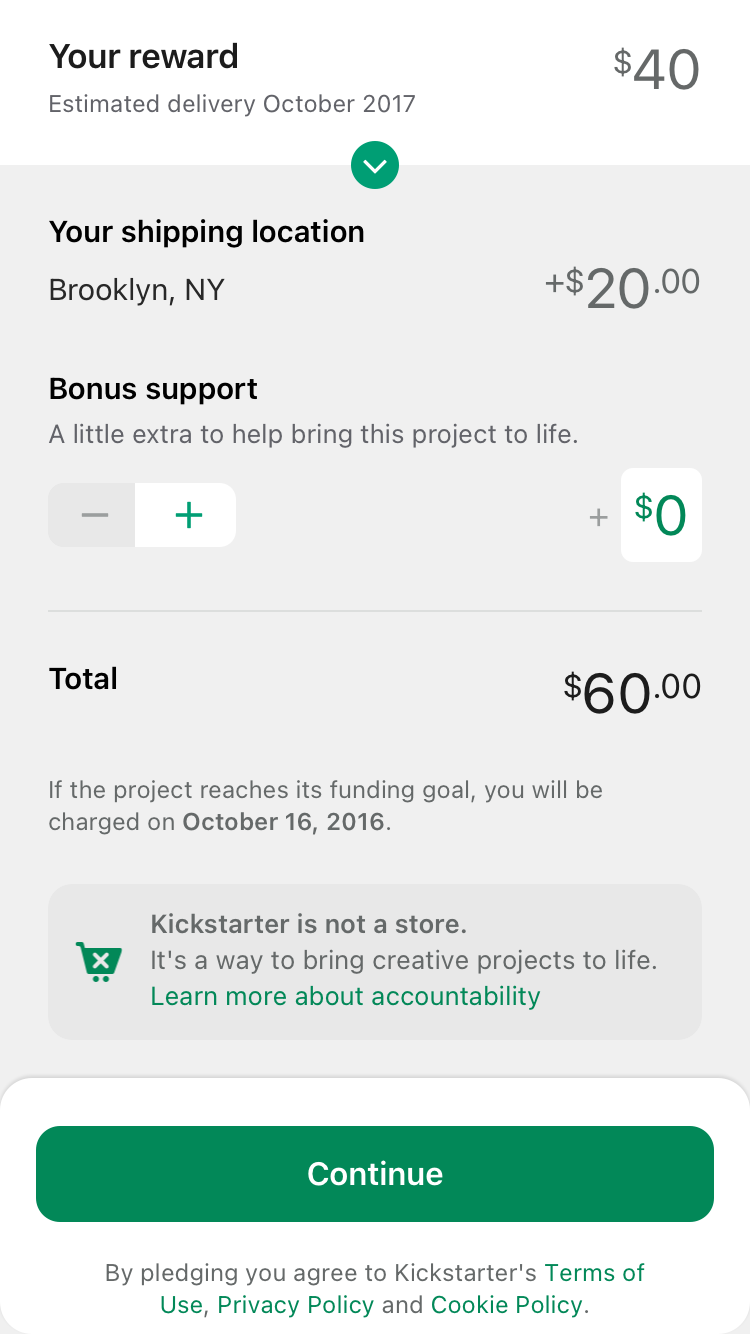 Your reward
$40
Estimated delivery October 2017
Your shipping location
Brooklyn, NY
+$20.00
Bonus support
A little extra to help bring this project to life.
− +
+ $0
Total
$60.00
If the project reaches its funding goal, you will be
charged on October 16, 2016.
Kickstarter is not a store.
It's a way to bring creative projects to life.
Learn more about accountability
Continue
By pledging you agree to Kickstarter's Terms of
Use, Privacy Policy and Cookie Policy.